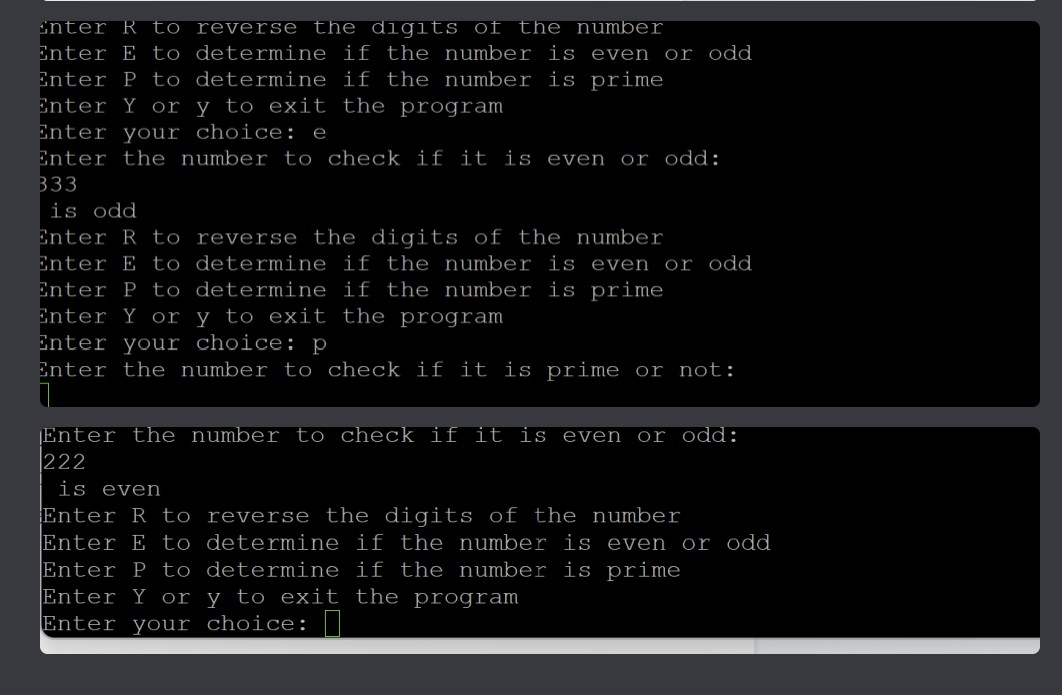 Enter R to reverse the digits of the number
Enter E to determine if the number is even or odd
Enter P to determine if the number is prime
Enter Y or y to exit the program
Enter your choice: e
Enter the number to check if it is even or odd:
333
is odd
Enter R to reverse the digits of the number
Enter E to determine if the number is even or odd
Enter P to determine if the number is prime
Enter Y or y to exit the program
Enter your choice: p
Enter the number to check if it is prime or not:
Enter the number to check if it is even or odd:
222
is even
Enter R to reverse the digits of the number
Enter E to determine if the number is even or odd
Enter P to determine if the number is prime
Enter Y or y to exit the program
Enter your choice: